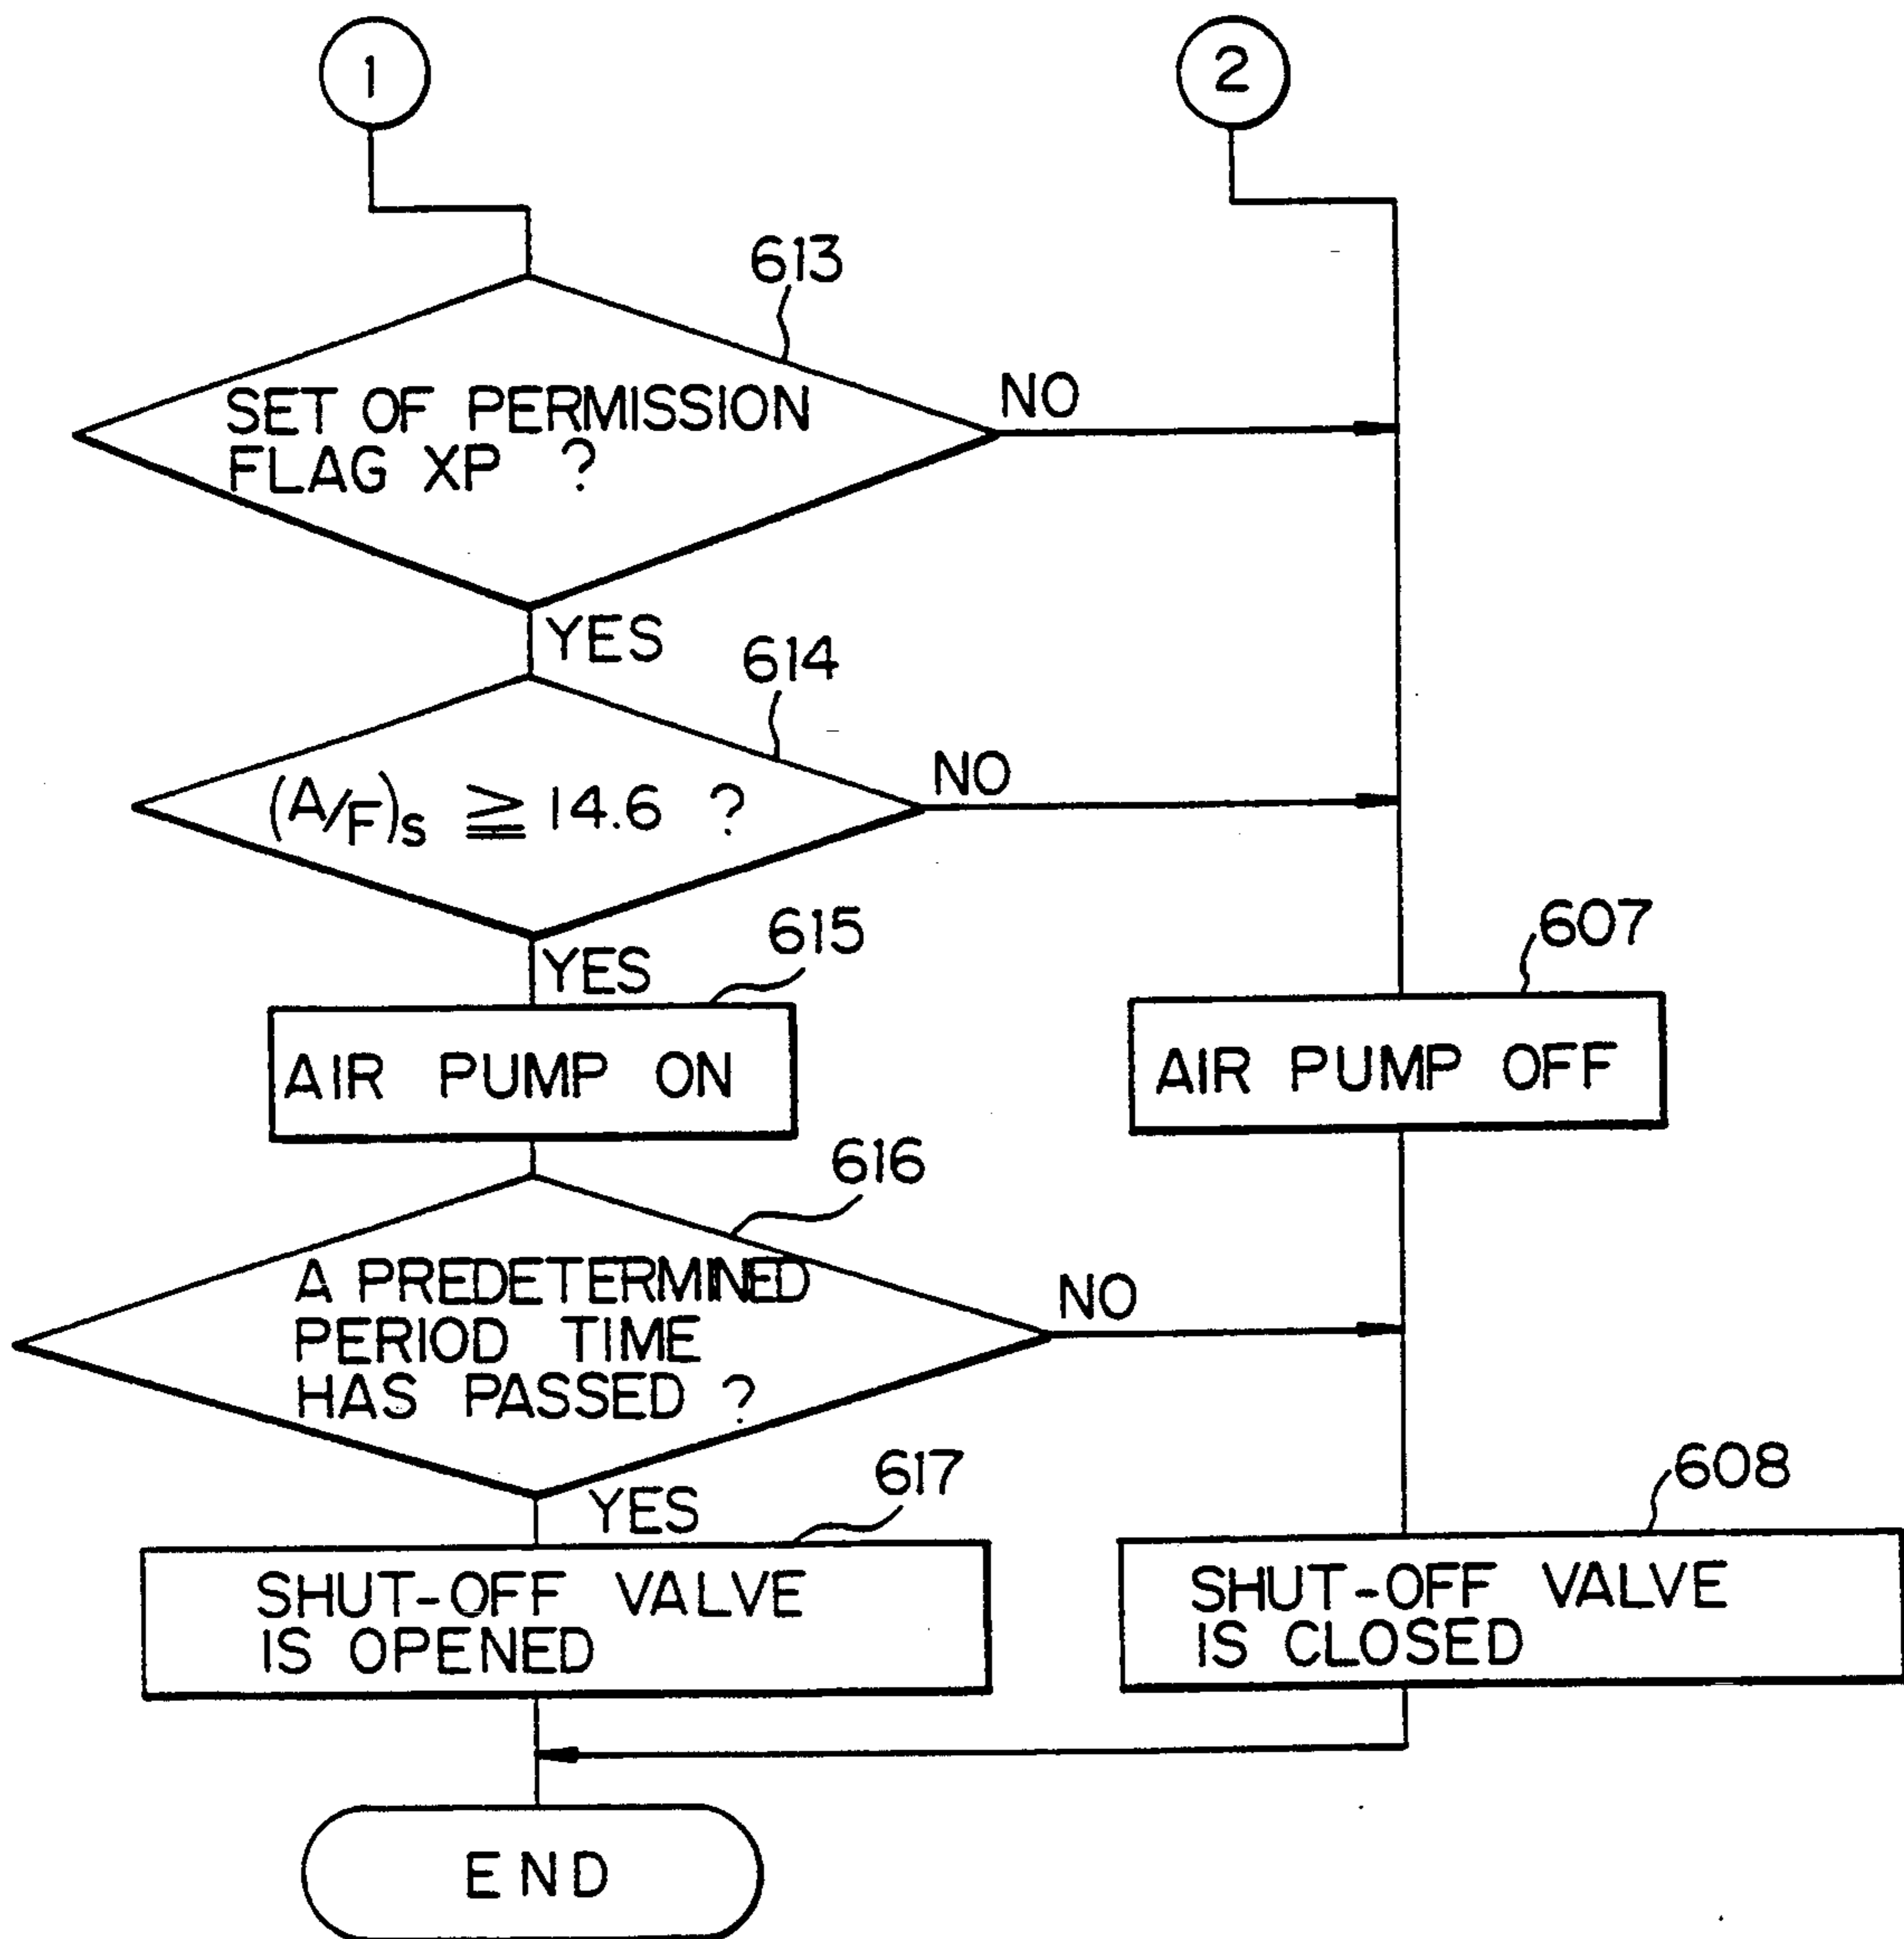 1
2
613
SET OF PERMISSION
FLAG XP ?
NO
YES
614
(A/F)s ≧ 14.6 ?
NO
YES
615
AIR PUMP ON
607
AIR PUMP OFF
616
A PREDETERMINED
PERIOD TIME
HAS PASSED ?
NO
YES
617
SHUT-OFF VALVE
IS OPENED
608
SHUT-OFF VALVE
IS CLOSED
END